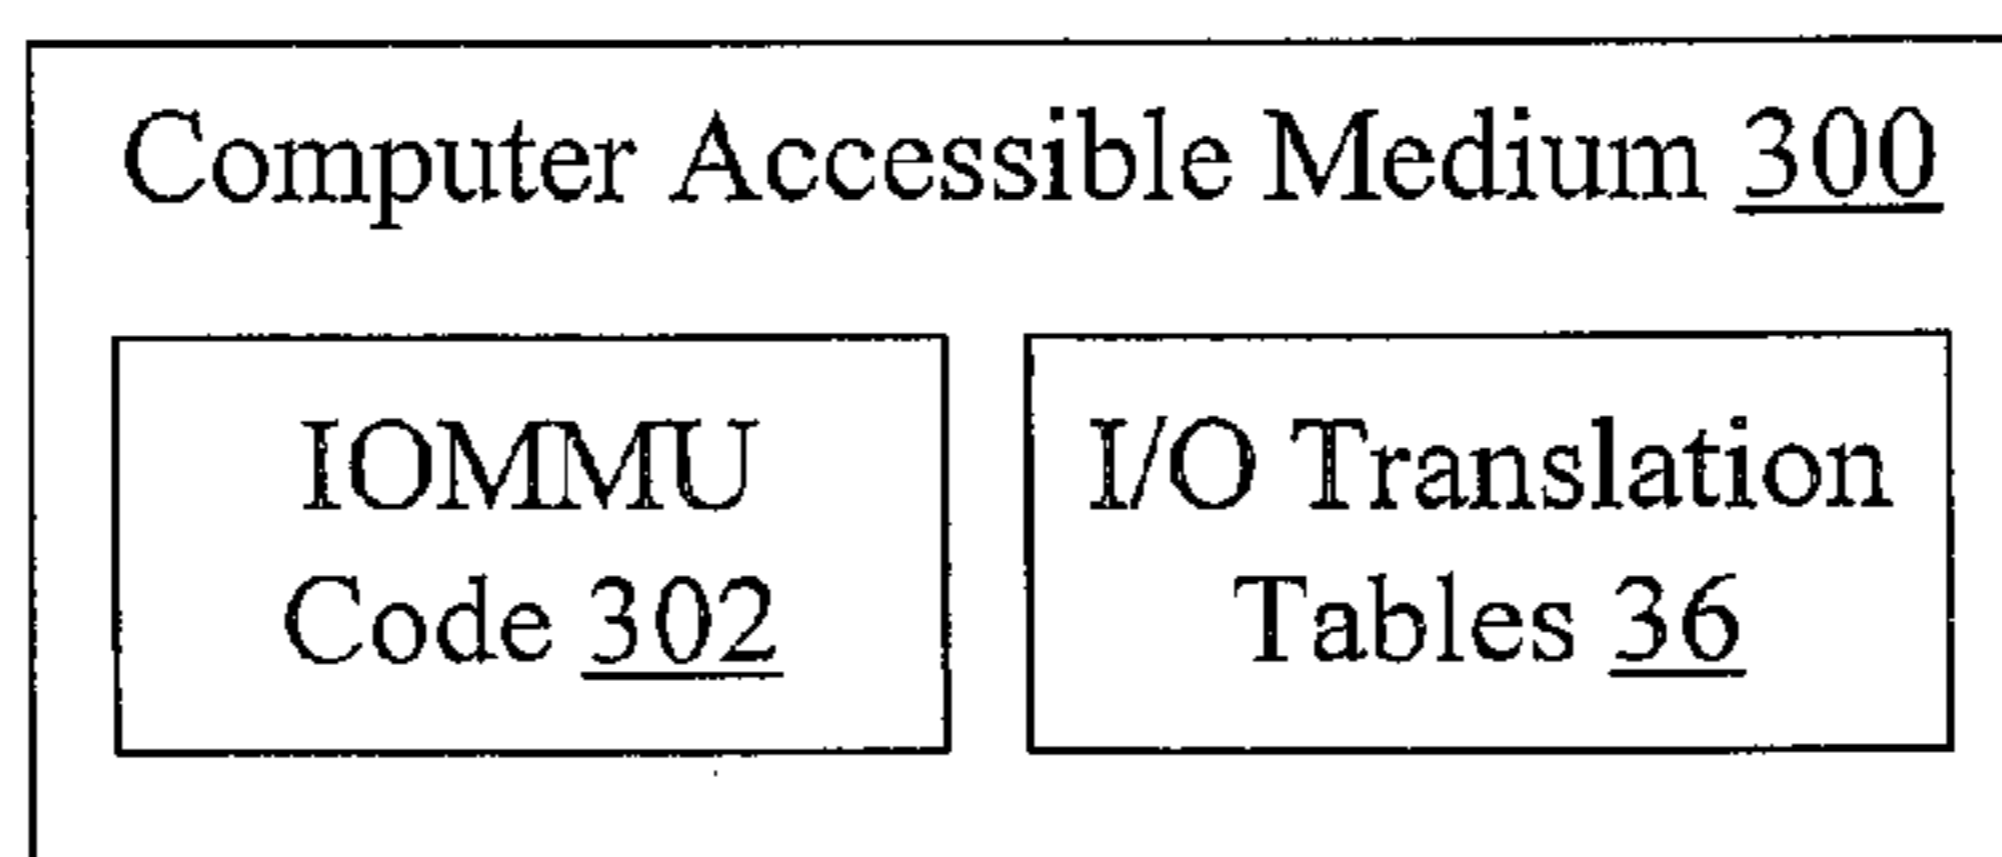 Computer Accessible Medium 300
IOMMU
Code 302
I/O Translation
Tables 36